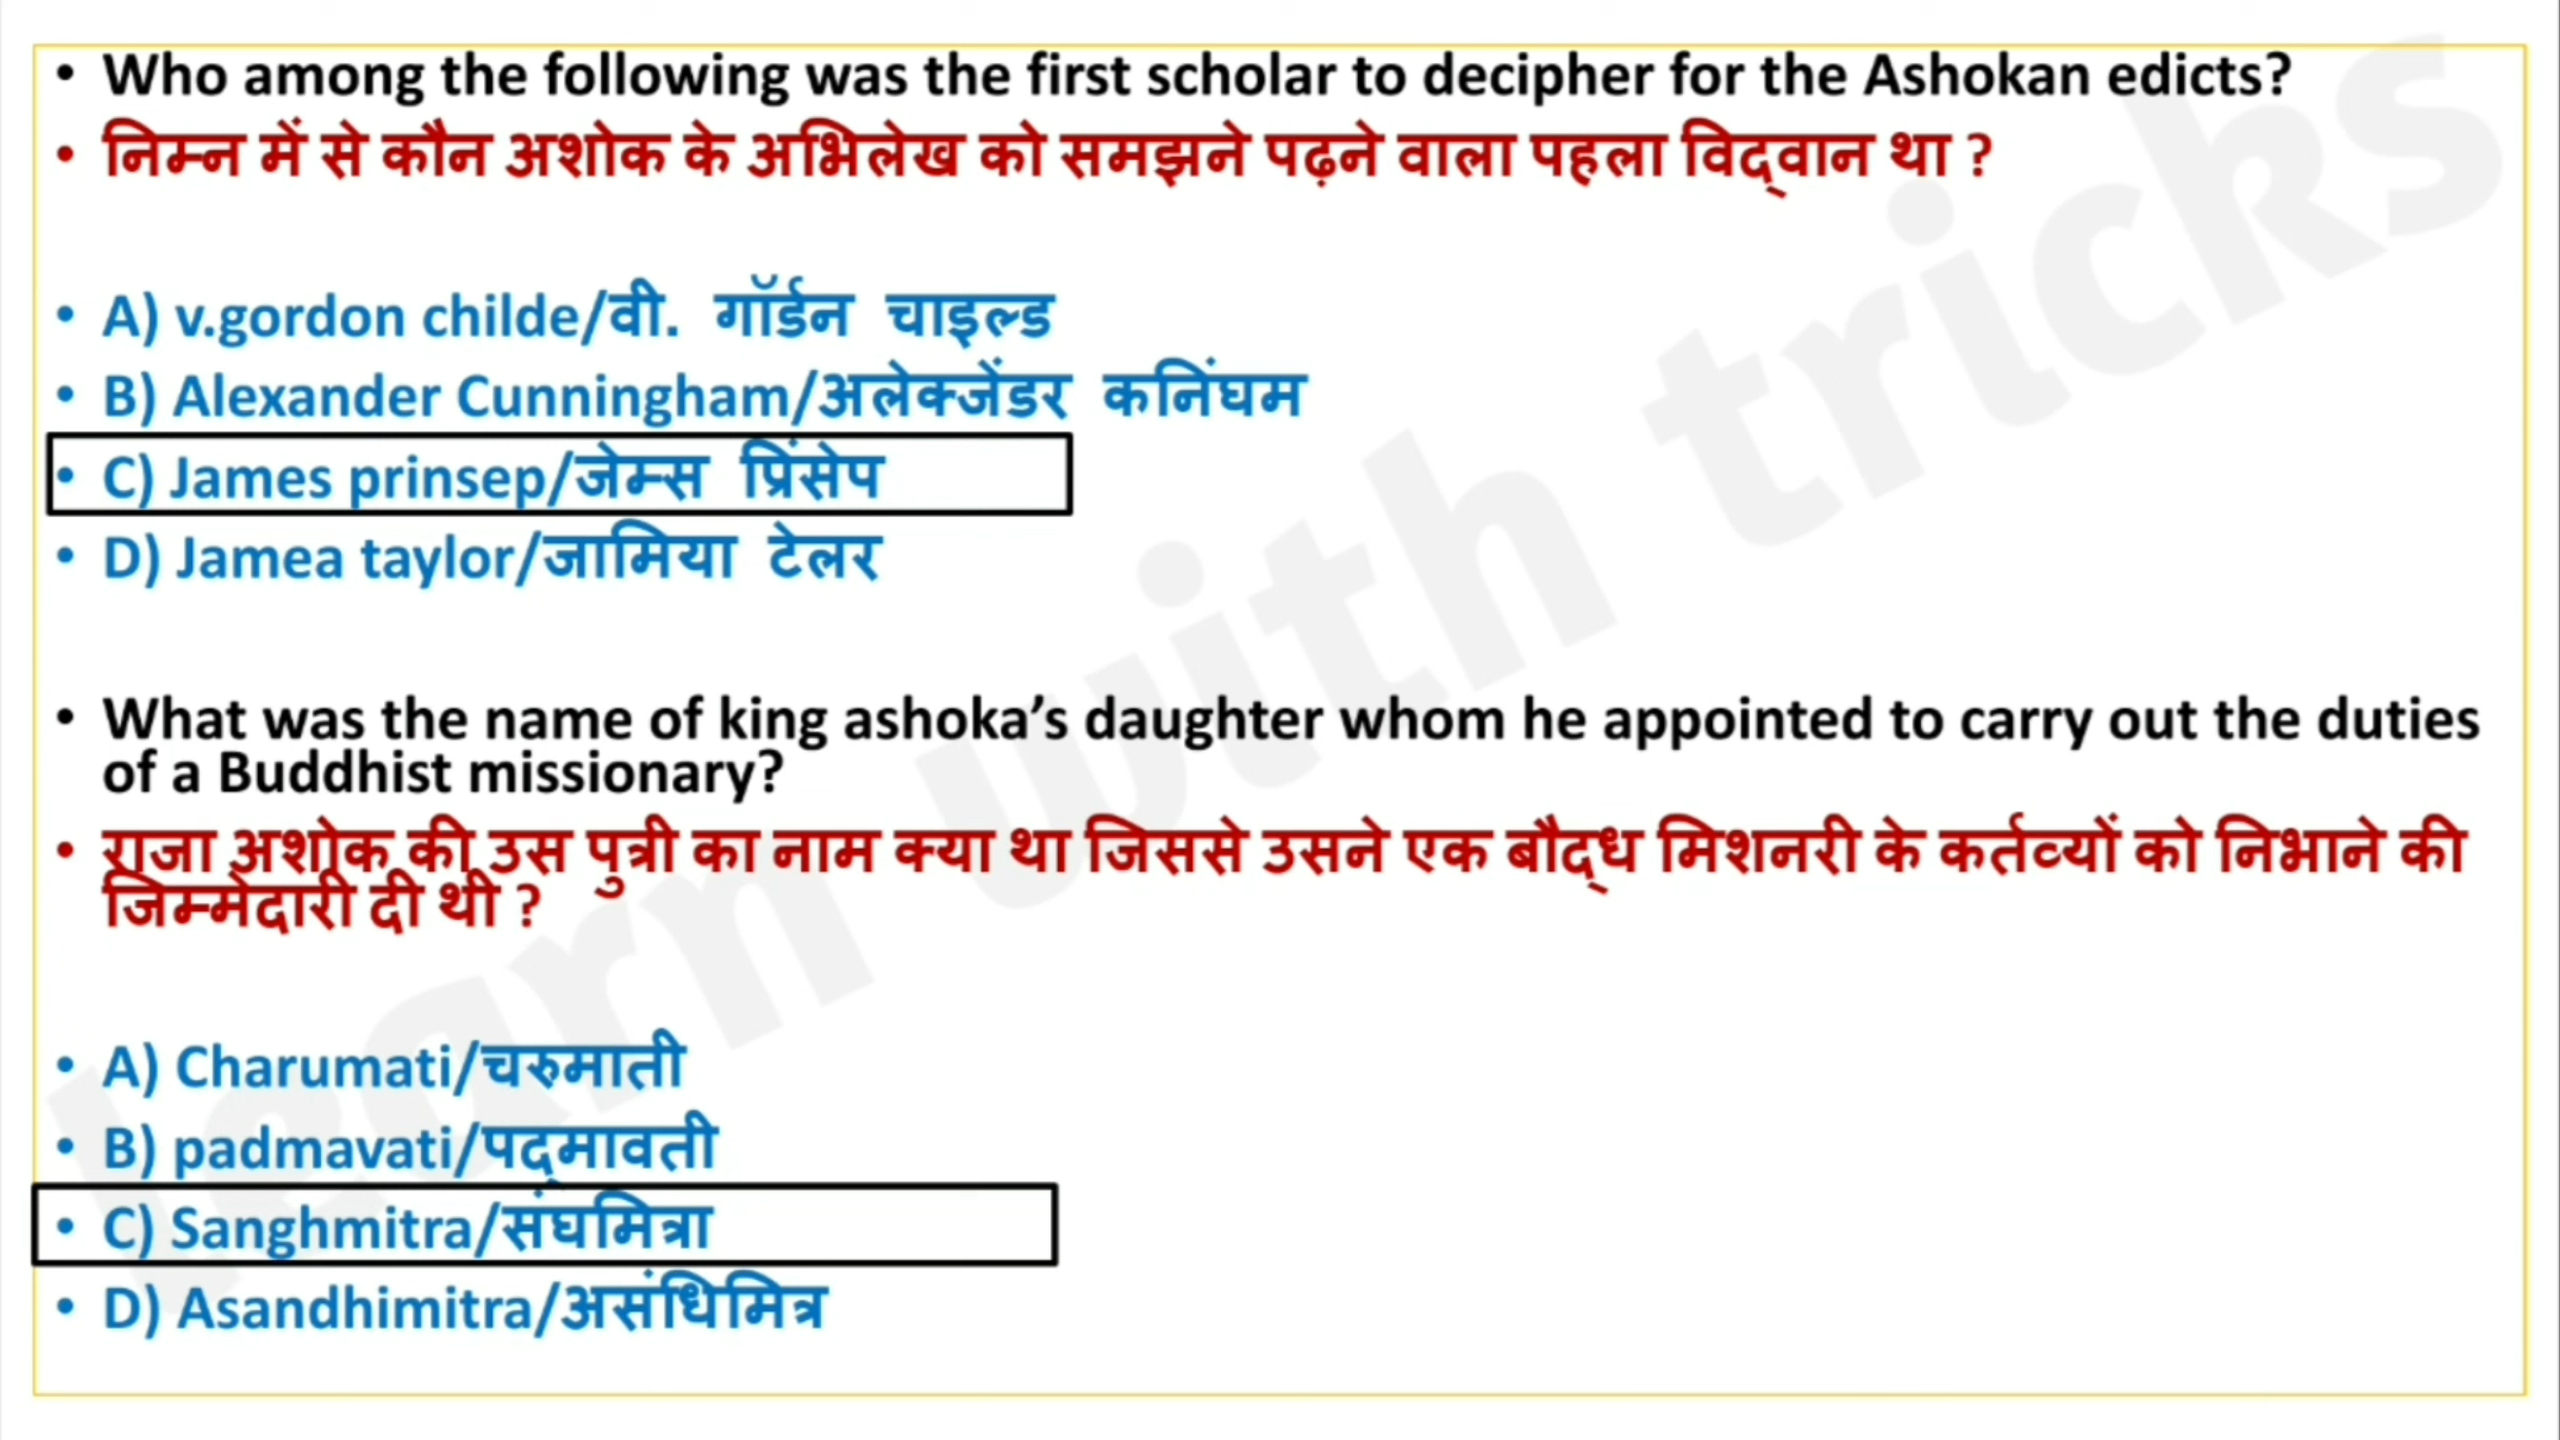 • Who among the following was the first scholar to decipher for the Ashokan edicts?
• निम्न में से कौन अशोक के अभिलेख को समझने पढ़ने वाला पहला विद्वान था ?
• A) v.gordon childe/वी. गॉर्डन चाइल्ड
• B) Alexander Cunningham/अलेक्जेंडर कनिंघम
• C) James prinsep/जेम्स प्रिंसेप
• D) Jamea taylor/जामिया टेलर
• What was the name of king ashoka’s daughter whom he appointed to carry out the duties
of a Buddhist missionary?
• राजा अशोक की उस पुत्री का नाम क्या था जिससे उसने एक बौद्ध मिशनरी के कर्तव्यों को निभाने की
जिम्मेदारी दी थी ?
• A) Charumati/चरुमाती
• B) padmavati/पद्मावती
• C) Sanghmitra/संघमित्रा
• D) Asandhimitra/असंधिमित्र
learn with tricks